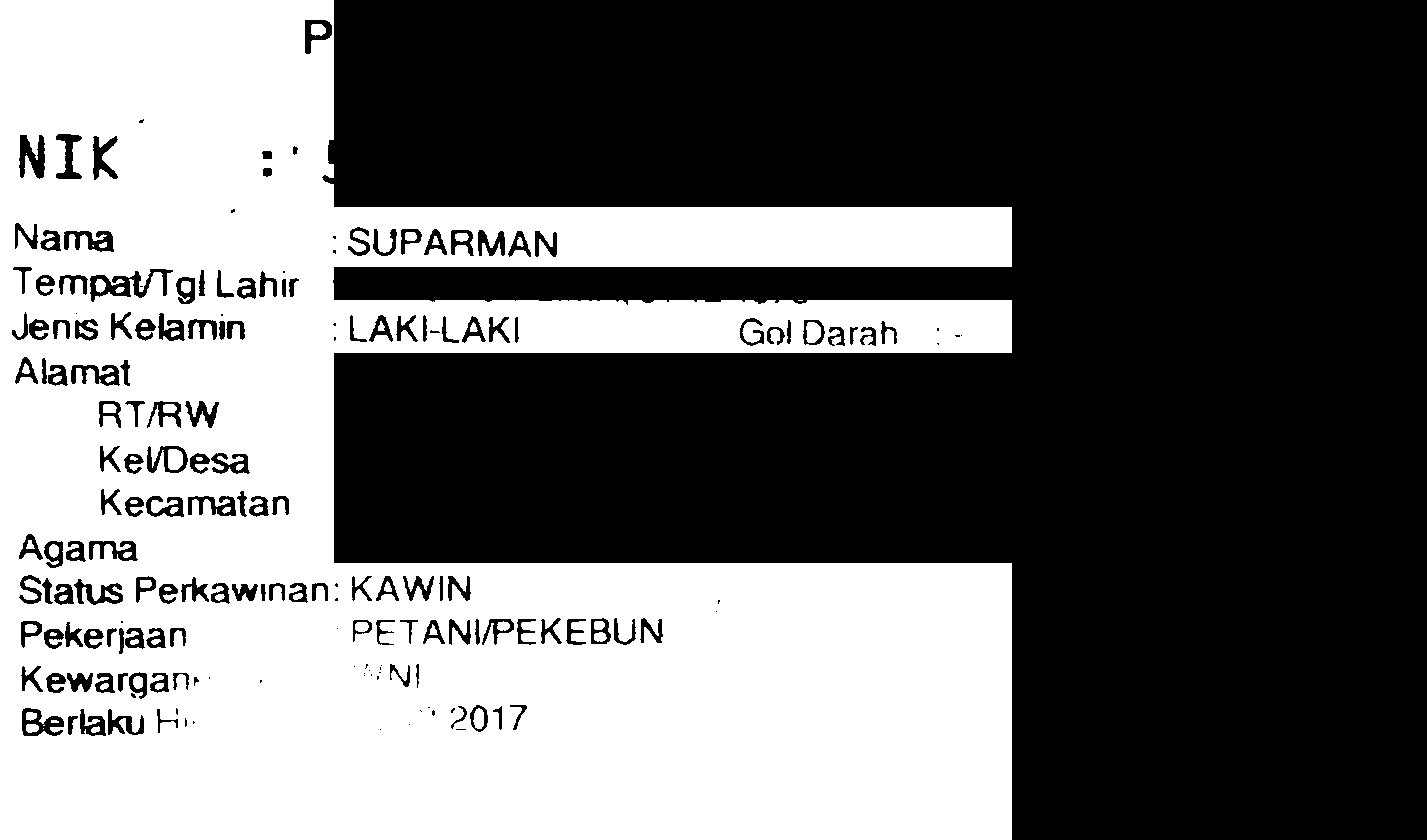 P
NIK :
Nama : SUPARMAN
Tempat/Tgl Lahir
Jenis Kelamin : LAKI-LAKI Gol Darah : -
Alamat
RT/RW
Kel/Desa
Kecamatan
Agama
Status Perkawinan: KAWIN
Pekerjaan : PETANI/PEKEBUN
WNI
Berlaku 2017